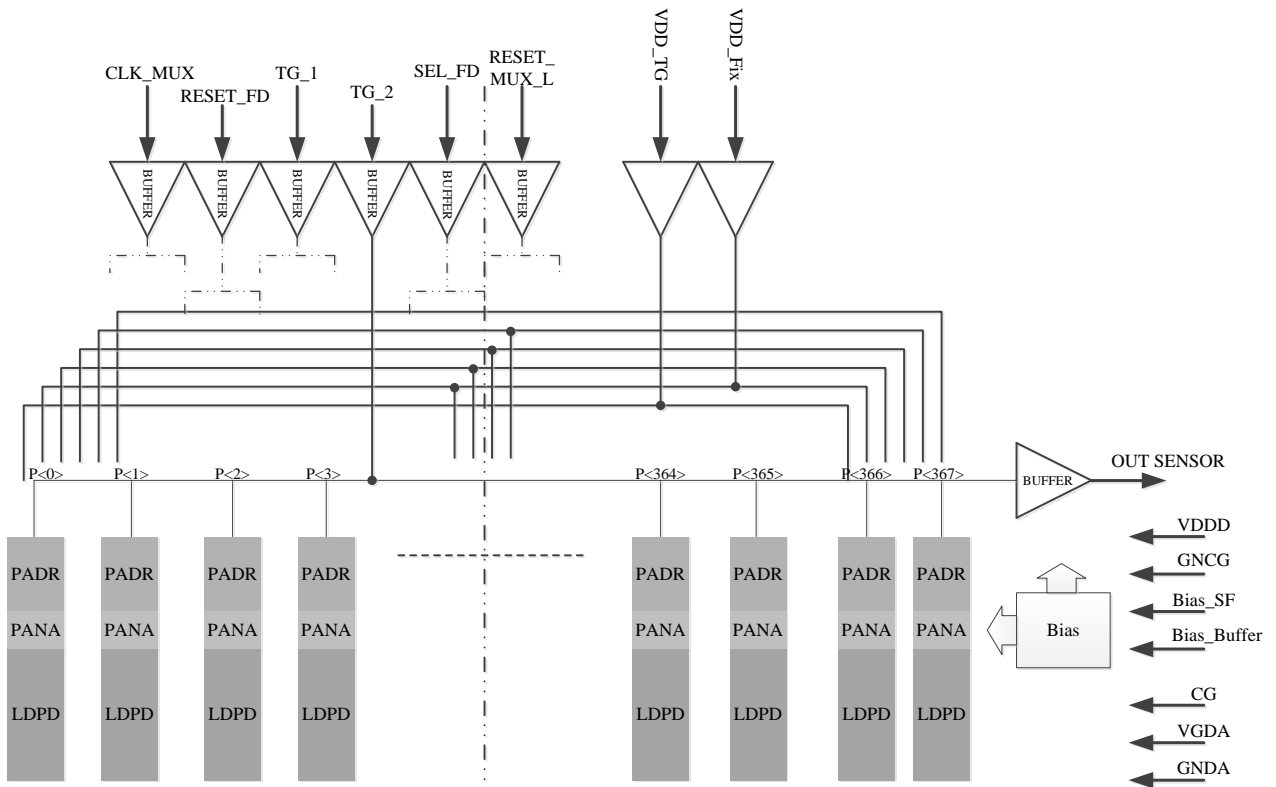 CLK_MUX
RESET_FD
TG_1
TG_2
SEL_FD
RESET_
MUX_L
VDD_TG
VDD_Fix
BUFFER
BUFFER
BUFFER
BUFFER
BUFFER
BUFFER
P<0>
P<1>
P<2>
P<3>
P<364>
P<365>
P<366>
P<367>
BUFFER
OUT SENSOR
VDDD
GNCG
Bias_SF
Bias_Buffer
CG
VGDA
GNDA
Bias
PADR
PADR
PADR
PADR
PADR
PADR
PADR
PADR
PANA
PANA
PANA
PANA
PANA
PANA
PANA
PANA
LDPD
LDPD
LDPD
LDPD
LDPD
LDPD
LDPD
LDPD